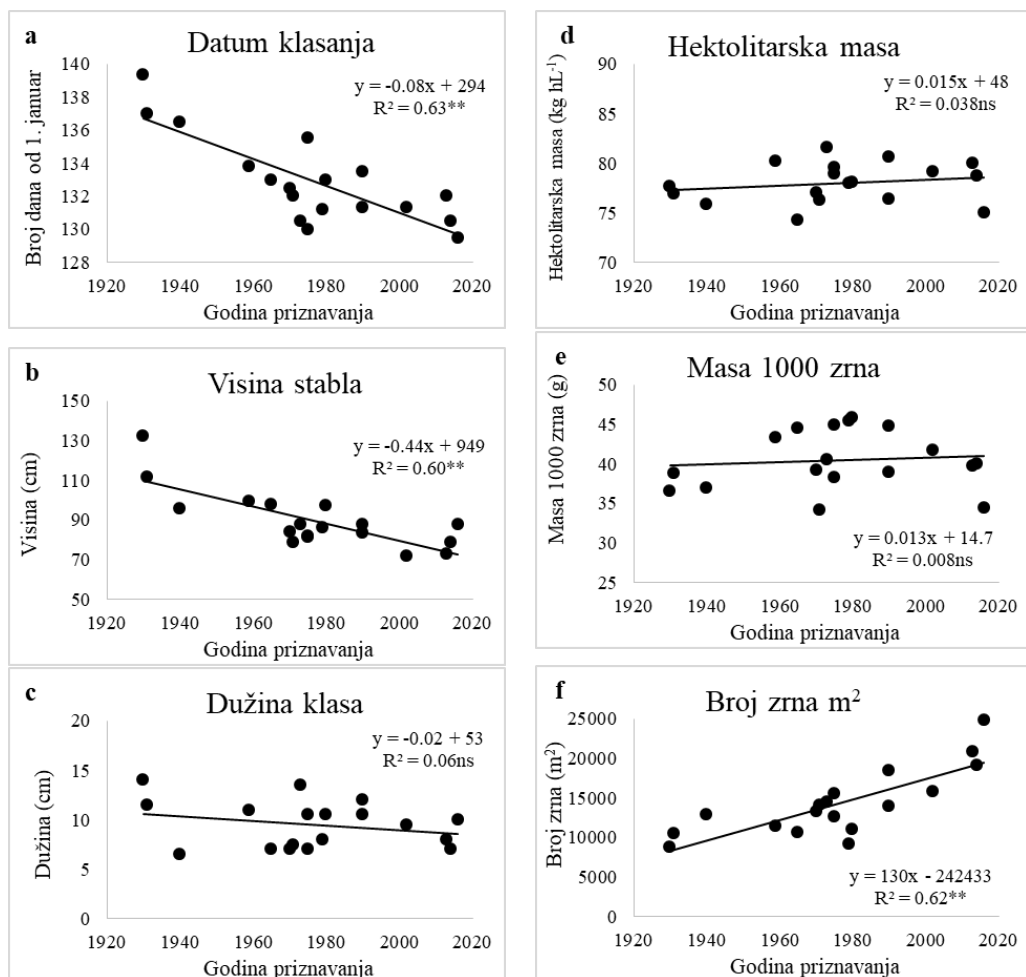 a
Datum klasanja
y = -0.08x + 294
R² = 0.63**
Broj dana od 1. januar
140
138
136
134
132
130
128
1920 1940 1960 1980 2000 2020
Godina priznavanja
b
Visina stabla
y = -0.44x + 949
R² = 0.60**
Visina (cm)
150
130
110
90
70
50
1920 1940 1960 1980 2000 2020
Godina priznavanja
c
Dužina klasa
y = -0.02 + 53
R² = 0.06ns
Dužina (cm)
20
15
10
5
0
1920 1940 1960 1980 2000 2020
Godina priznavanja
d
Hektolitarska masa
y = 0.015x + 48
R² = 0.038ns
Hektolitarska masa (kg hL⁻¹)
90
85
80
75
70
1920 1940 1960 1980 2000 2020
Godina priznavanja
e
Masa 1000 zrna
Masa 1000 zrna (g)
50
45
40
35
30
25
y = 0.013x + 14.7
R² = 0.008ns
1920 1940 1960 1980 2000 2020
Godina priznavanja
f
Broj zrna m²
Broj zrna (m²)
25000
20000
15000
10000
5000
0
y = 130x - 242433
R² = 0.62**
1920 1940 1960 1980 2000 2020
Godina priznavanja